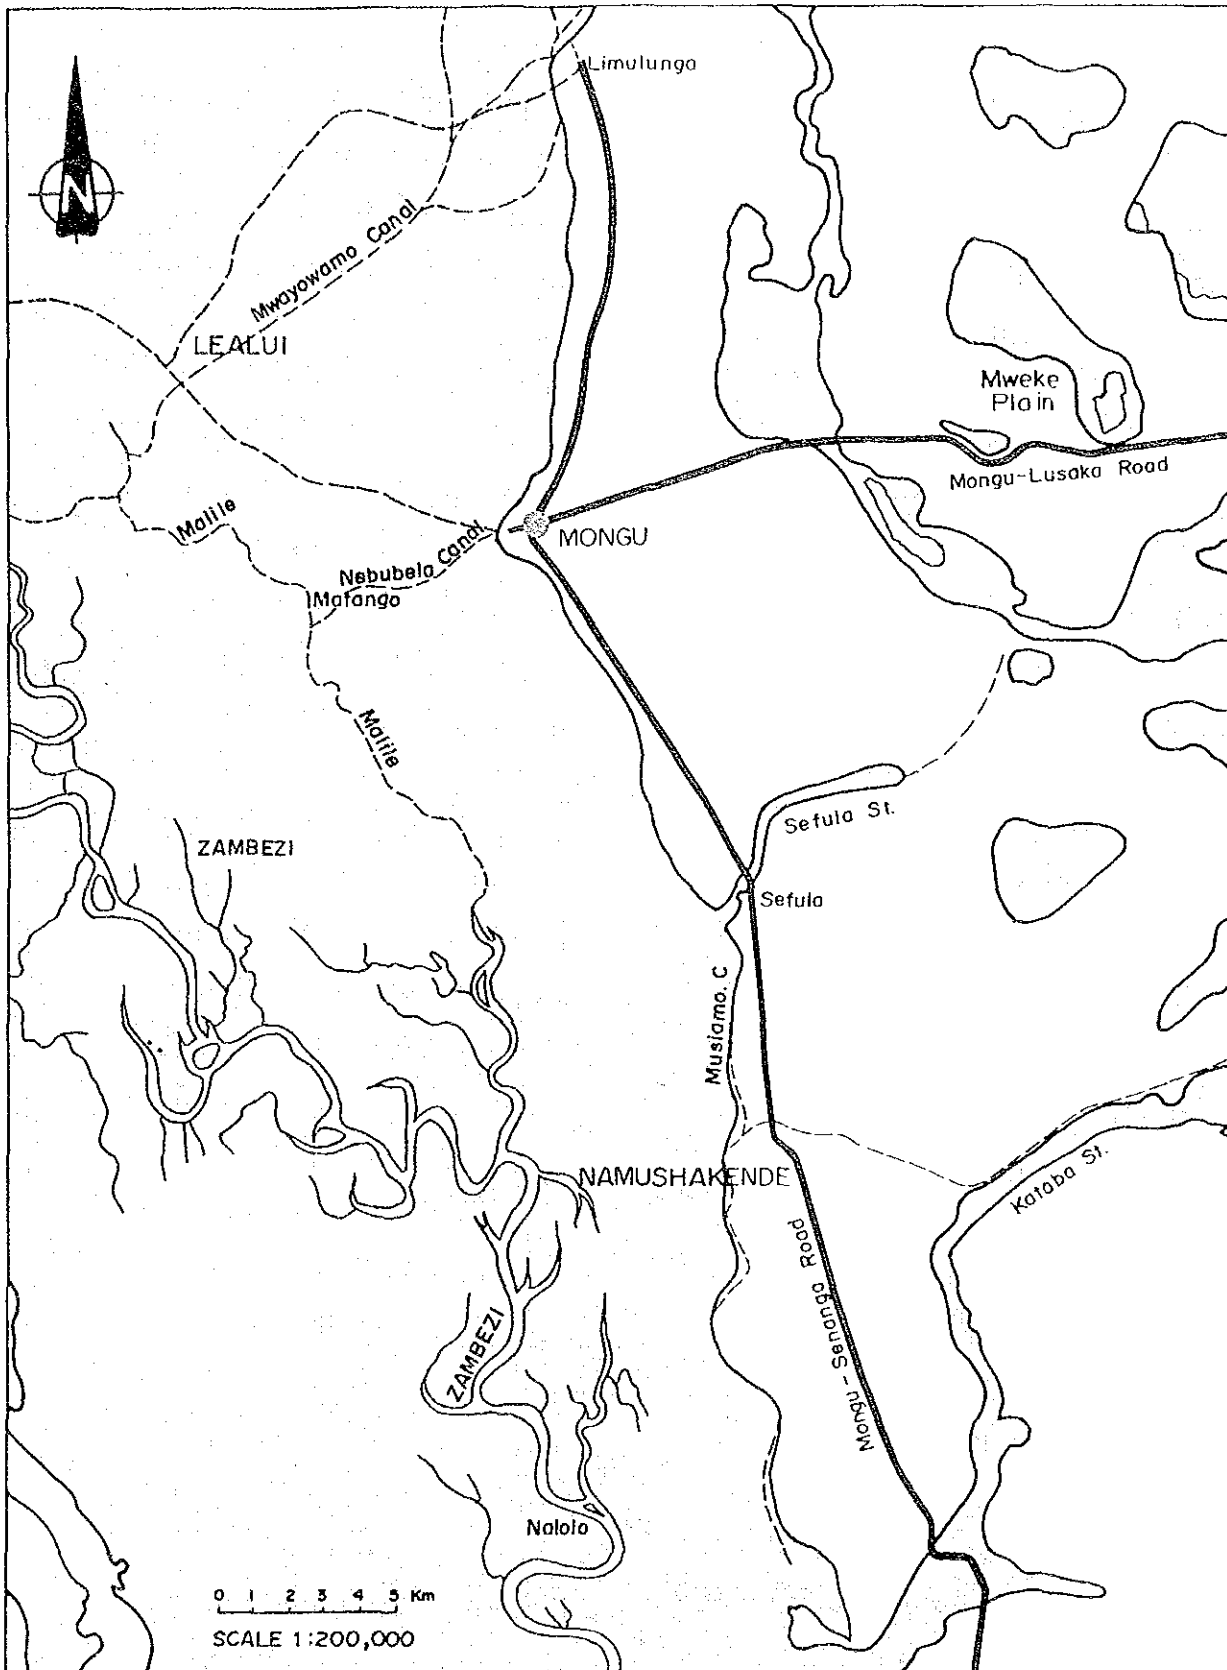 Limulunga
N
Mwayowamo Canal
LEALUI
Mweke
Plain
Mongu-Lusaka Road
Malile
Nebubela Canal
MONGU
Matango
Malile
Sefula St.
ZAMBEZI
Sefula
Musiamo. C
NAMUSHAKENDE
Kataba St.
Mongu - Senanga Road
ZAMBEZI
Nalolo
0 1 2 3 4 5 Km
SCALE 1:200,000